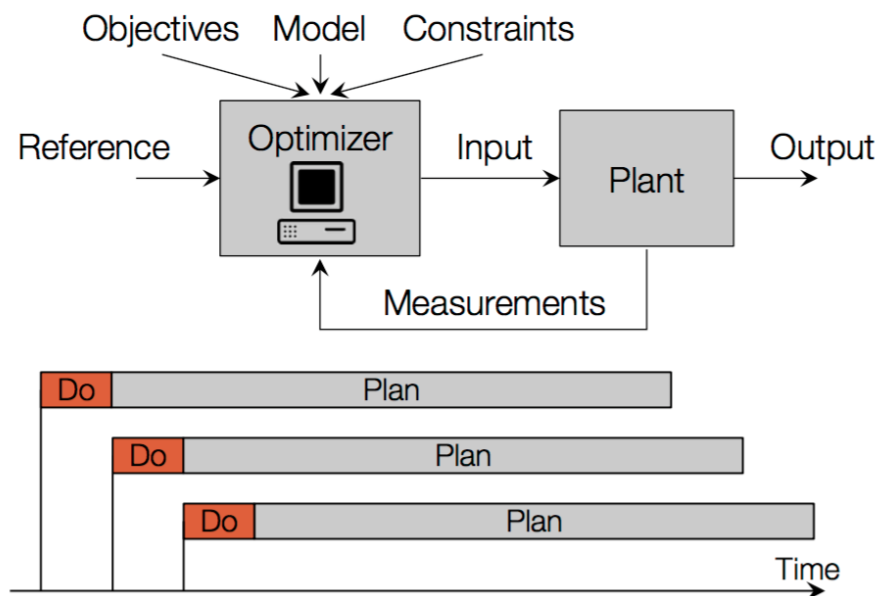 Objectives Model Constraints
Reference
Optimizer
Input
Plant
Output
Measurements
Do Plan
Do Plan
Do Plan
Time